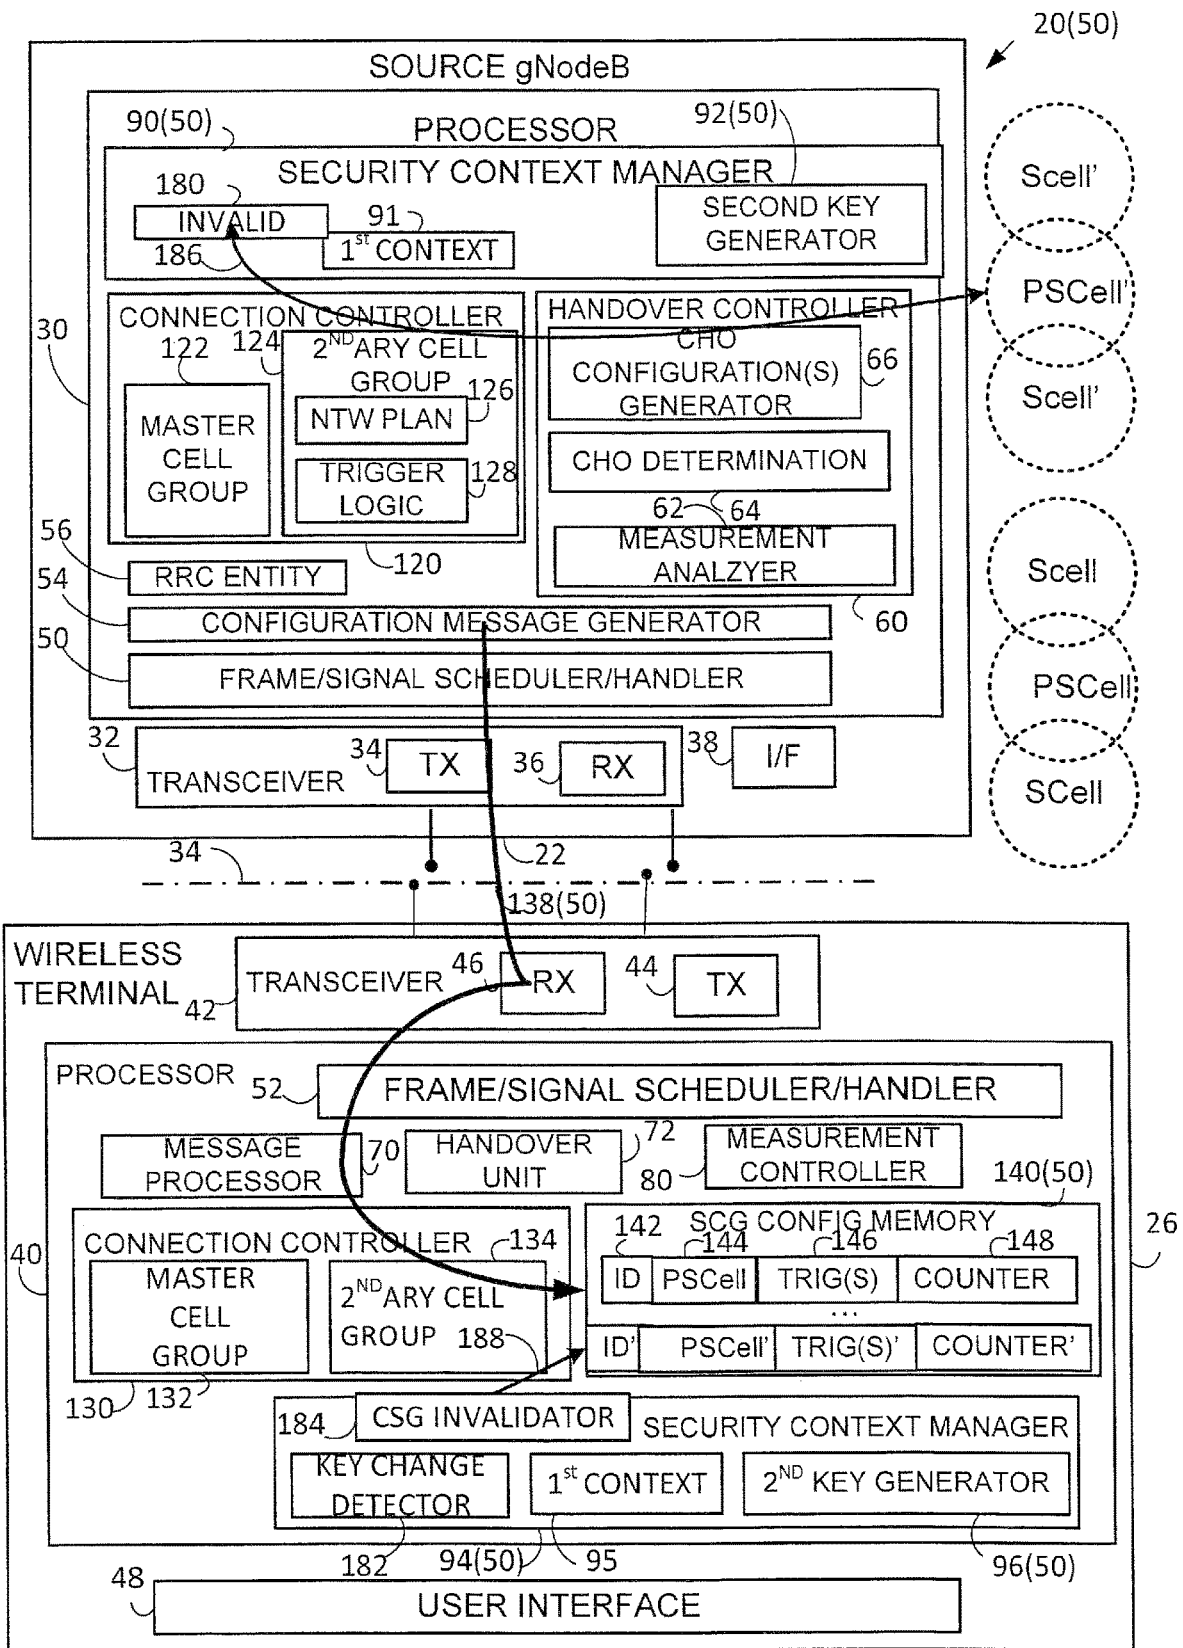 20(50)
SOURCE gNodeB
90(50)
PROCESSOR
92(50)
SECURITY CONTEXT MANAGER
180
INVALID
91
1st CONTEXT
186
SECOND KEY
GENERATOR
Scell'
PSCell'
Scell'
30
CONNECTION CONTROLLER
122
124
2NDARY CELL
GROUP
NTW PLAN
126
MASTER
CELL
GROUP
TRIGGER
LOGIC
128
120
HANDOVER CONTROLLER
CHO
CONFIGURATION(S)
GENERATOR
66
CHO DETERMINATION
62
64
MEASUREMENT
ANALZYER
60
56
RRC ENTITY
54
CONFIGURATION MESSAGE GENERATOR
50
FRAME/SIGNAL SCHEDULER/HANDLER
Scell
PSCell
SCell
32
TRANSCEIVER
34
TX
36
RX
38
I/F
22
34
138(50)
WIRELESS
TERMINAL
42
TRANSCEIVER
46
RX
44
TX
26
PROCESSOR
52
FRAME/SIGNAL SCHEDULER/HANDLER
MESSAGE
PROCESSOR
70
HANDOVER
UNIT
72
80
MEASUREMENT
CONTROLLER
140(50)
40
CONNECTION CONTROLLER
134
MASTER
CELL
GROUP
2NDARY CELL
GROUP
188
130
132
SCG CONFIG MEMORY
142
144
146
148
ID PSCell TRIG(S) COUNTER
...
ID' PSCell' TRIG(S)' COUNTER'
184
CSG INVALIDATOR
SECURITY CONTEXT MANAGER
KEY CHANGE
DETECTOR
1st CONTEXT
2ND KEY GENERATOR
182
94(50)
95
96(50)
48
USER INTERFACE